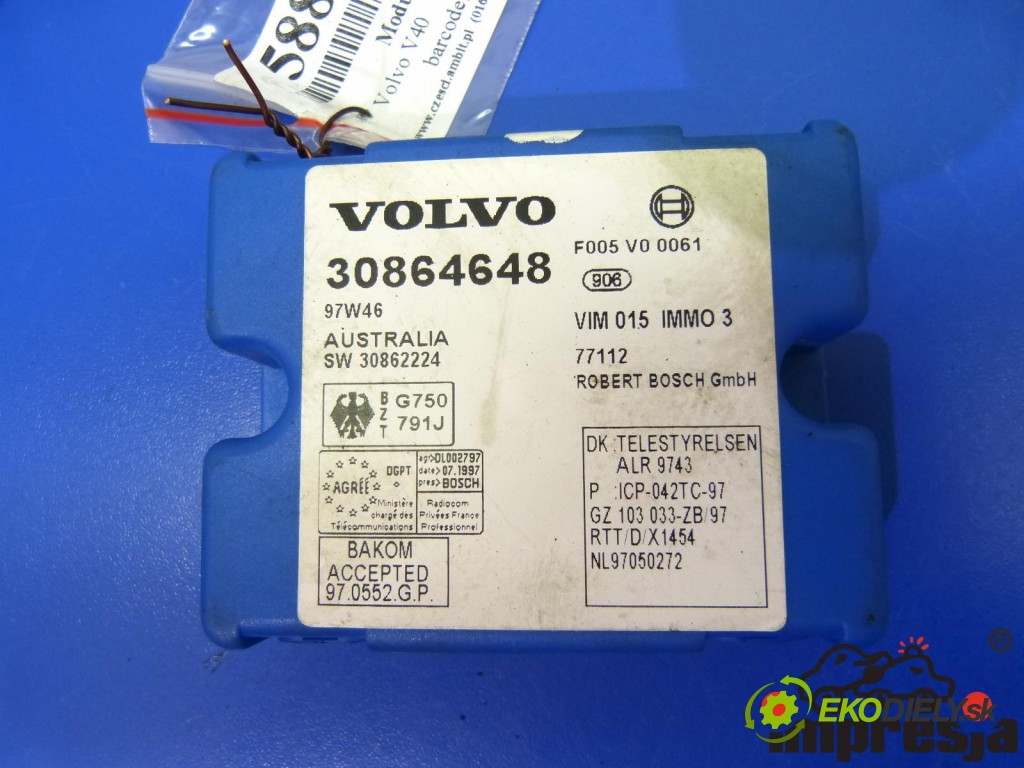 588
Modu
Volvo V40
barcode
www.czesci.ambit.pl (016
VOLVO
30864648
97W46
AUSTRALIA
SW 30862224
BZT G750
791J
AGRÉÉ
DGPT
Ministère
chargé des
Télécommunications
agr>DL002797
date>07.1997
pres>BOSCH
Radiocom
Privées France
Professionnel
BAKOM
ACCEPTED
97.0552.G.P.
F005 V0 0061
906
VIM 015 IMMO 3
77112
ROBERT BOSCH GmbH
DK TELESTYRELSEN
ALR 9743
P :ICP-042TC-97
GZ 103 033-ZB/97
RTT/D/X1454
NL97050272
®
EKODIELY.sk
impresja